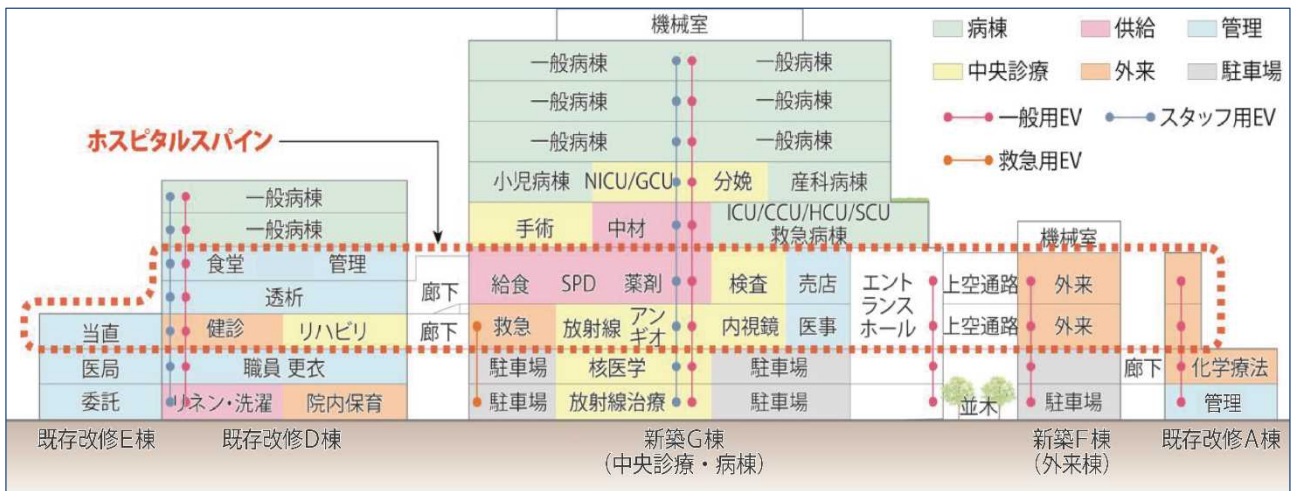 機械室
病棟 供給 管理
中央診療 外来 駐車場
一般用EV スタッフ用EV
救急用EV
ホスピタルスパイン
一般病棟 一般病棟
一般病棟 一般病棟
一般病棟 一般病棟
小児病棟 NICU/GCU 分娩 産科病棟
一般病棟
一般病棟
手術 中材 ICU/CCU/HCU/SCU
救急病棟
機械室
食堂 管理
透析
廊下
給食 SPD 薬剤 検査 売店
エント
ランス
ホール
上空通路 外来
当直 健診 リハビリ 廊下
救急 放射線 アン
ギオ
内視鏡 医事
上空通路 外来
医局 職員 更衣
駐車場 核医学 駐車場
廊下 化学療法
委託 リネン・洗濯 院内保育
駐車場 放射線治療 駐車場
並木 駐車場 管理
既存改修E棟 既存改修D棟 新築G棟
(中央診療・病棟)
新築F棟
(外来棟)
既存改修A棟